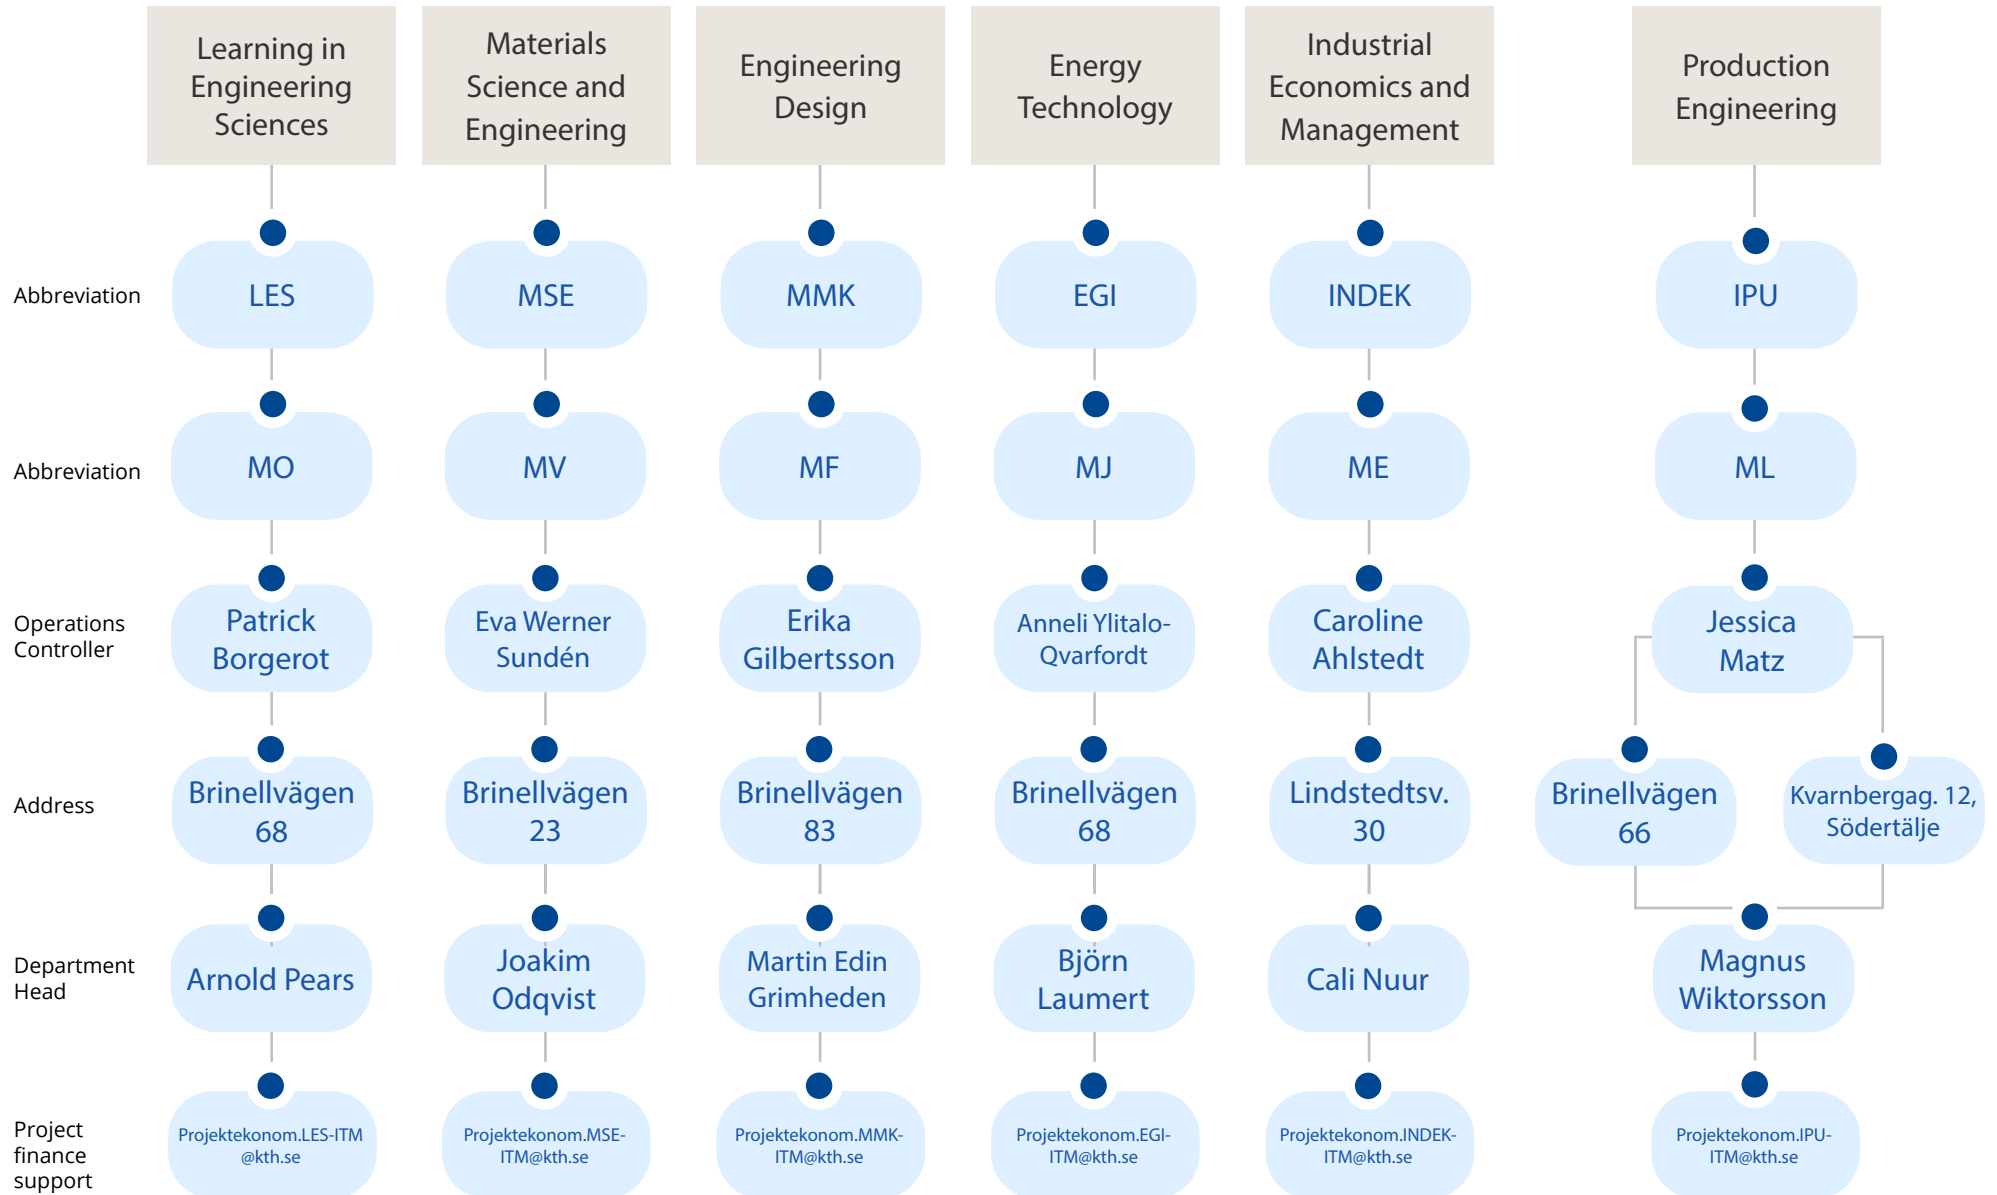 Learning in
Engineering
Sciences
Materials
Science and
Engineering
Engineering
Design
Energy
Technology
Industrial
Economics and
Management
Production
Engineering
Abbreviation
LES
MSE
MMK
EGI
INDEK
IPU
Abbreviation
MO
MV
MF
MJ
ME
ML
Operations
Controller
Patrick
Borgerot
Eva Werner
Sundén
Erika
Gilbertsson
Anneli Ylitalo-
Qvarfordt
Caroline
Ahlstedt
Jessica
Matz
Address
Brinellvägen
68
Brinellvägen
23
Brinellvägen
83
Brinellvägen
68
Lindstedtsv.
30
Brinellvägen
66
Kvarnbergag. 12,
Södertälje
Department
Head
Arnold Pears
Joakim
Odqvist
Martin Edin
Grimheden
Björn
Laumert
Cali Nuur
Magnus
Wiktorsson
Project
finance
support
Projektekonom.LES-ITM
@kth.se
Projektekonom.MSE-
ITM@kth.se
Projektekonom.MMK-
ITM@kth.se
Projektekonom.EGI-
ITM@kth.se
Projektekonom.INDEK-
ITM@kth.se
Projektekonom.IPU-
ITM@kth.se